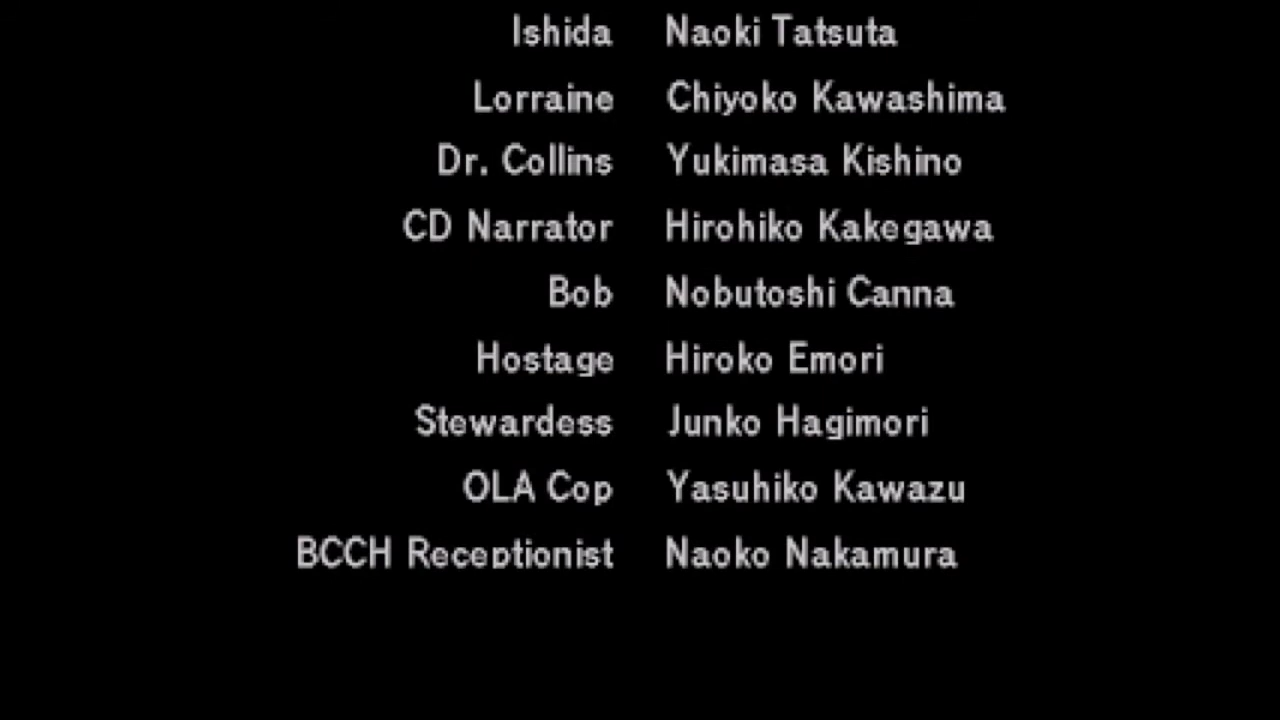 Ishida Naoki Tatsuta
Lorraine Chiyoko Kawashima
Dr. Collins Yukimasa Kishino
CD Narrator Hirohiko Kakegawa
Bob Nobutoshi Canna
Hostage Hiroko Emori
Stewardess Junko Hagimori
OLA Cop Yasuhiko Kawazu
BCCH Receptionist Naoko Nakamura